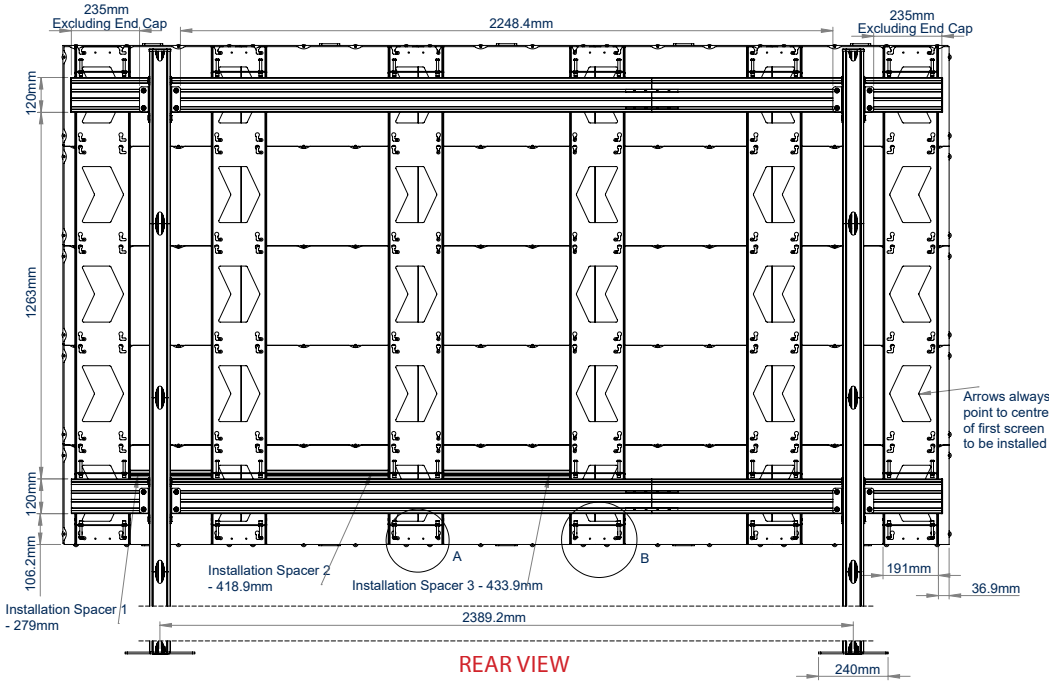 235mm
Excluding End Cap
2248.4mm
235mm
Excluding End Cap
120mm
1263mm
Arrows always
point to centre
of first screen
to be installed
120mm
106.2mm
A
B
Installation Spacer 2
- 418.9mm
Installation Spacer 3 - 433.9mm
191mm
36.9mm
Installation Spacer 1
- 279mm
2389.2mm
REAR VIEW
240mm